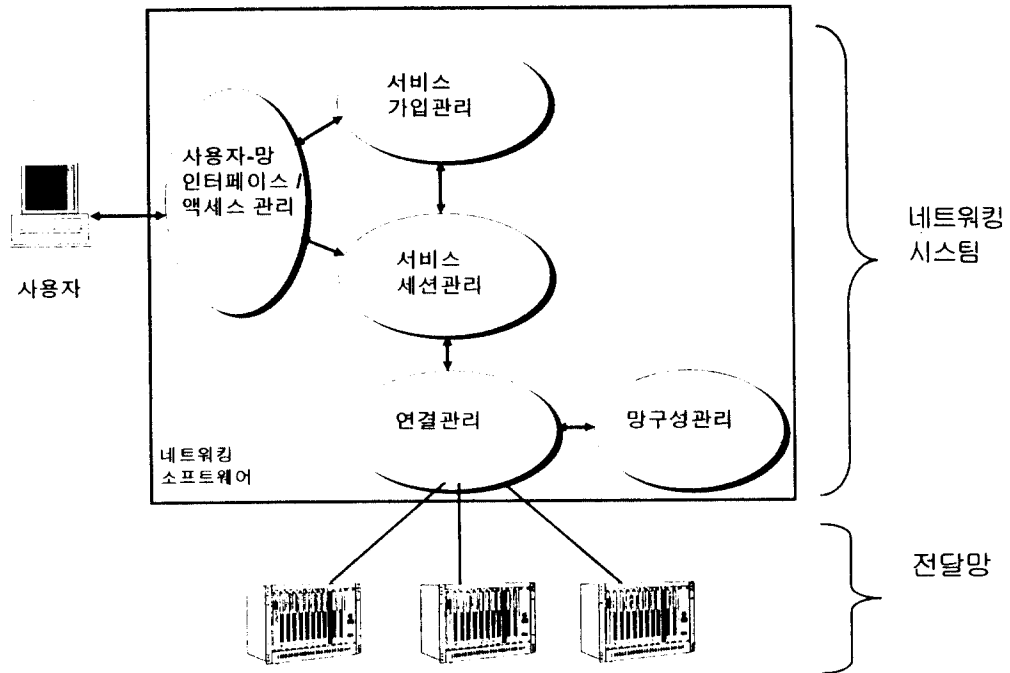 서비스
가입관리
사용자-망
인터페이스 /
액세스 관리
사용자
서비스
세션관리
네트워킹
시스팀
연결관리
망구성관리
네트워킹
소프트웨어
전달망